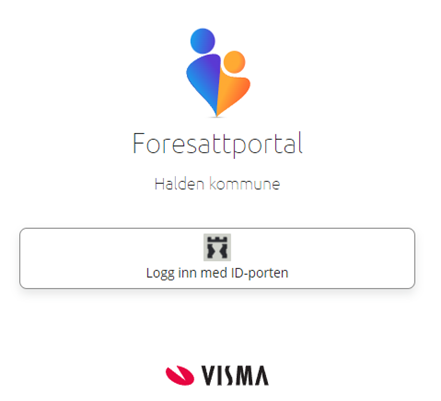 Foresattportal
Halden kommune
Logg inn med ID-porten
VISMA